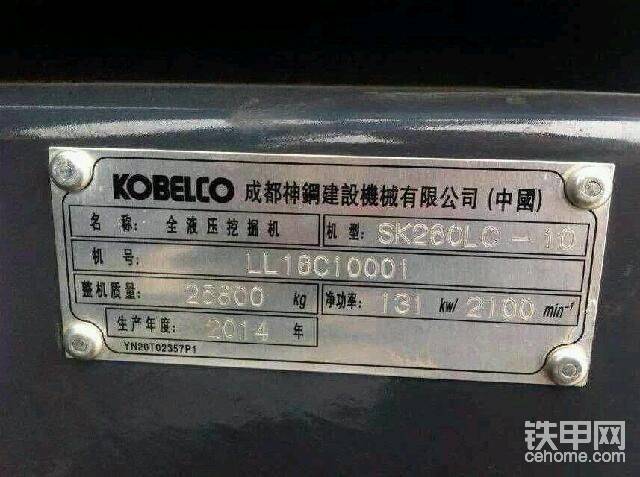 KOBELCO 成都神鋼建設機械有限公司 (中國)
名 称: 全液压挖掘机 机 型: SK260LC - 10
机 号: LL16C10001
整机质量: 25800 kg 净功率: 131 kw/ 2100 min⁻¹
生产年度: 2014 年
YN20T02357P1
铁甲网
cehome.com